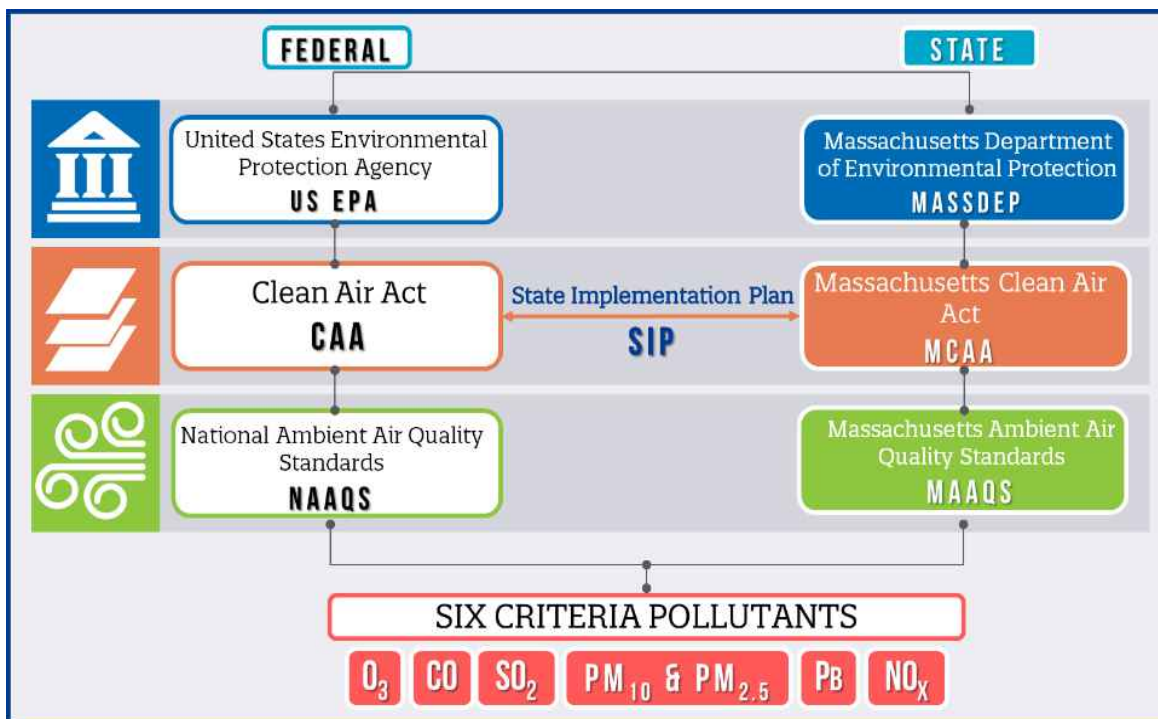 FEDERAL
STATE
United States Environmental
Protection Agency
US EPA
Massachusetts Department
of Environmental Protection
MASSDEP
Clean Air Act
CAA
State Implementation Plan
SIP
Massachusetts Clean Air
Act
MCAA
National Ambient Air Quality
Standards
NAAQS
Massachusetts Ambient Air
Quality Standards
MAAQS
SIX CRITERIA POLLUTANTS
O₃ CO SO₂ PM₁₀ & PM₂.₅ PB NOₓ